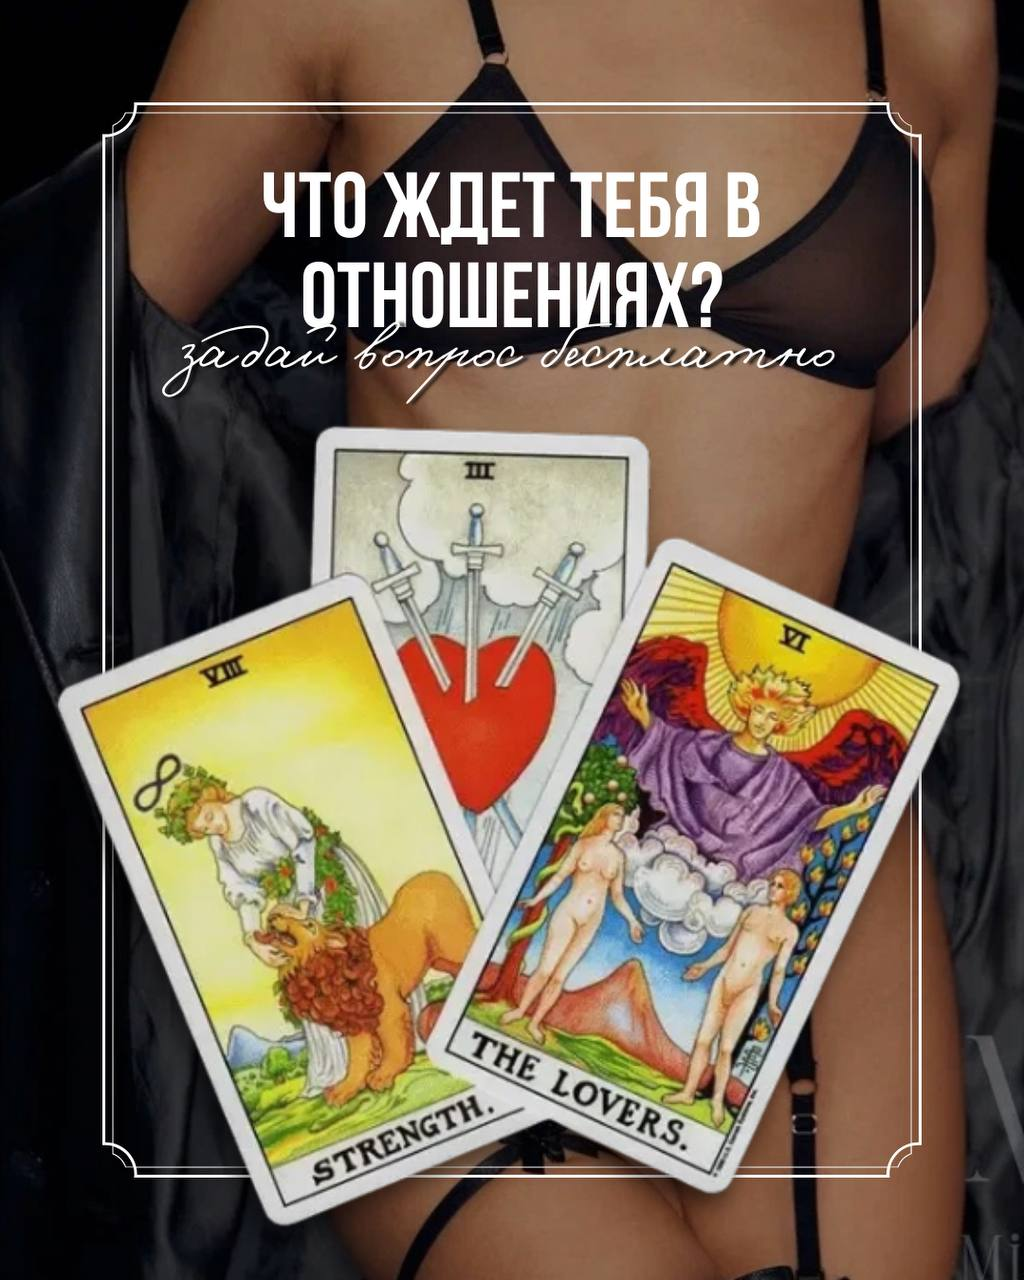 ЧТО ЖДЕТ ТЕБЯ В
ОТНОШЕНИЯХ?
задай вопрос бесплатно
III
VIII
VI
THE LOVERS.
STRENGTH.